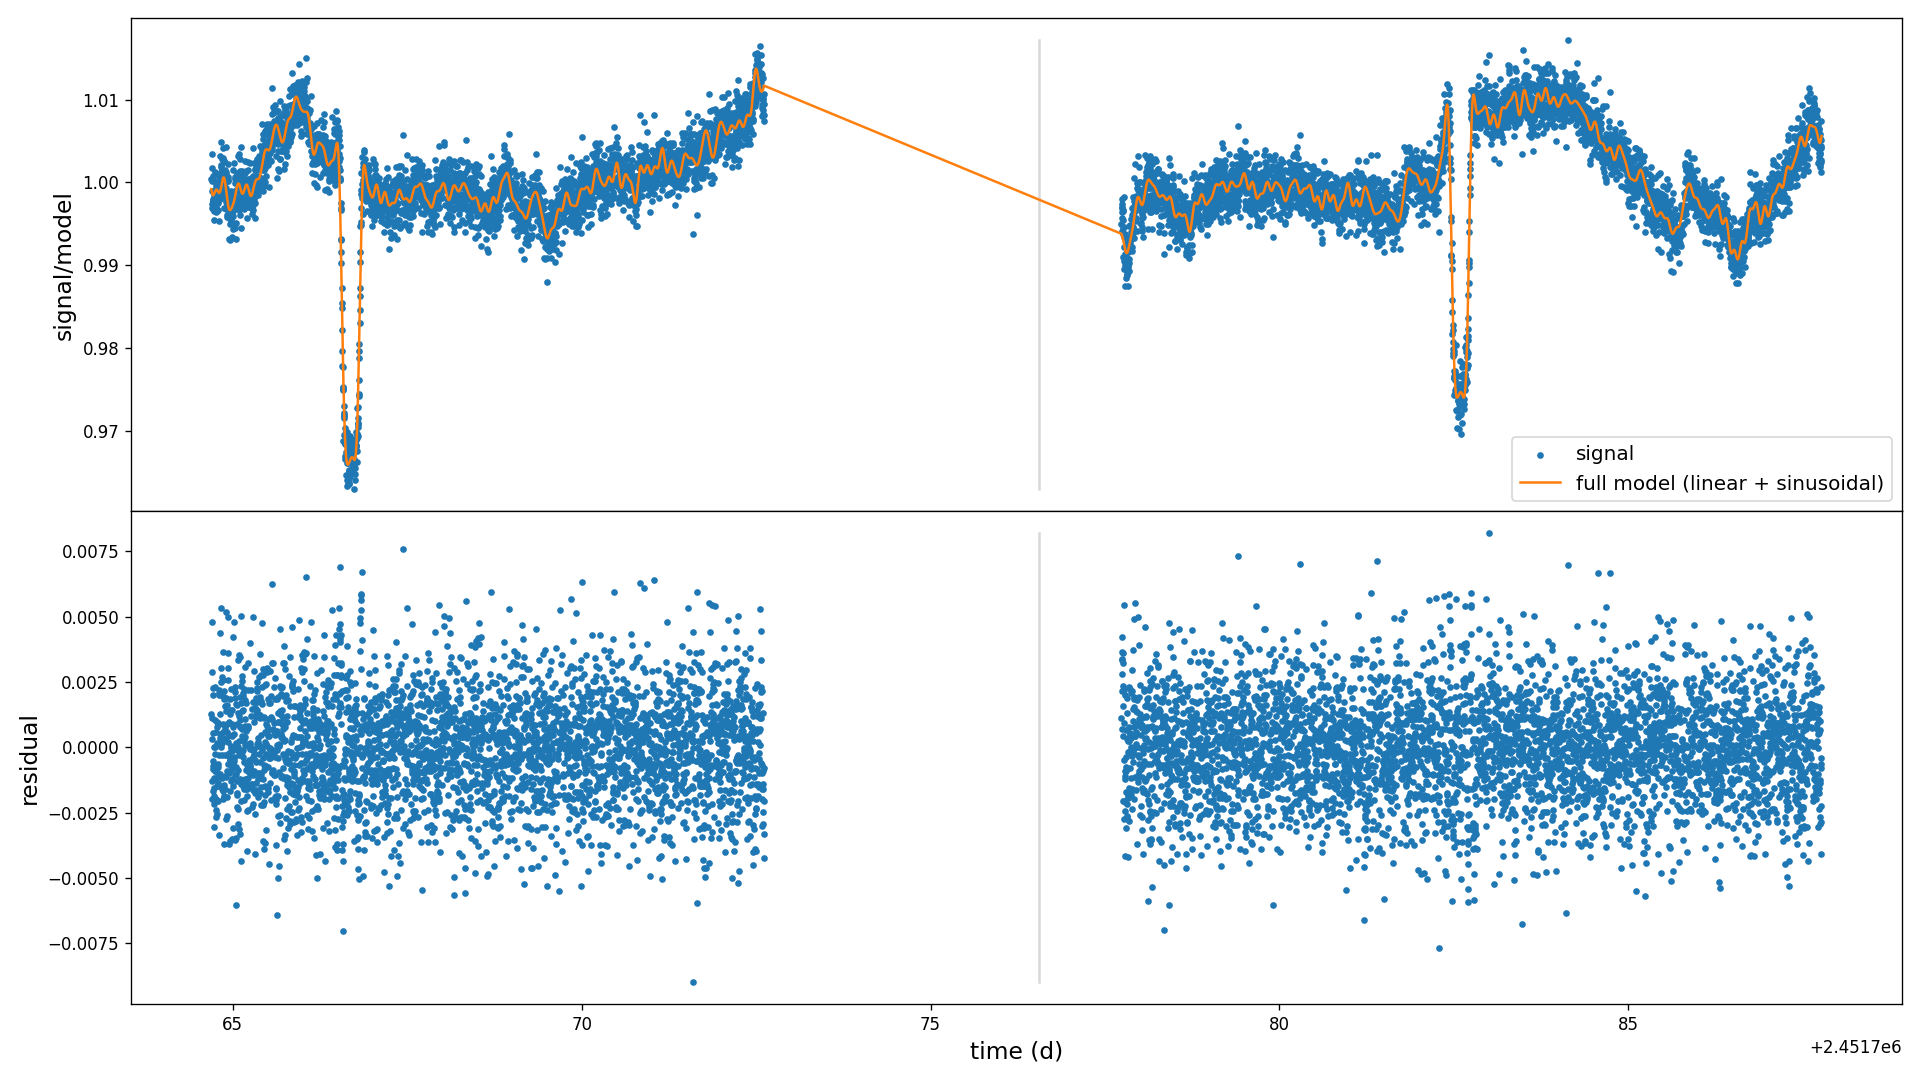 1.01
1.00
0.99
0.98
0.97
signal/model
signal
full model (linear + sinusoidal)
0.0075
0.0050
0.0025
0.0000
−0.0025
−0.0050
−0.0075
residual
65
70
75
80
85
time (d)
+2.4517e6